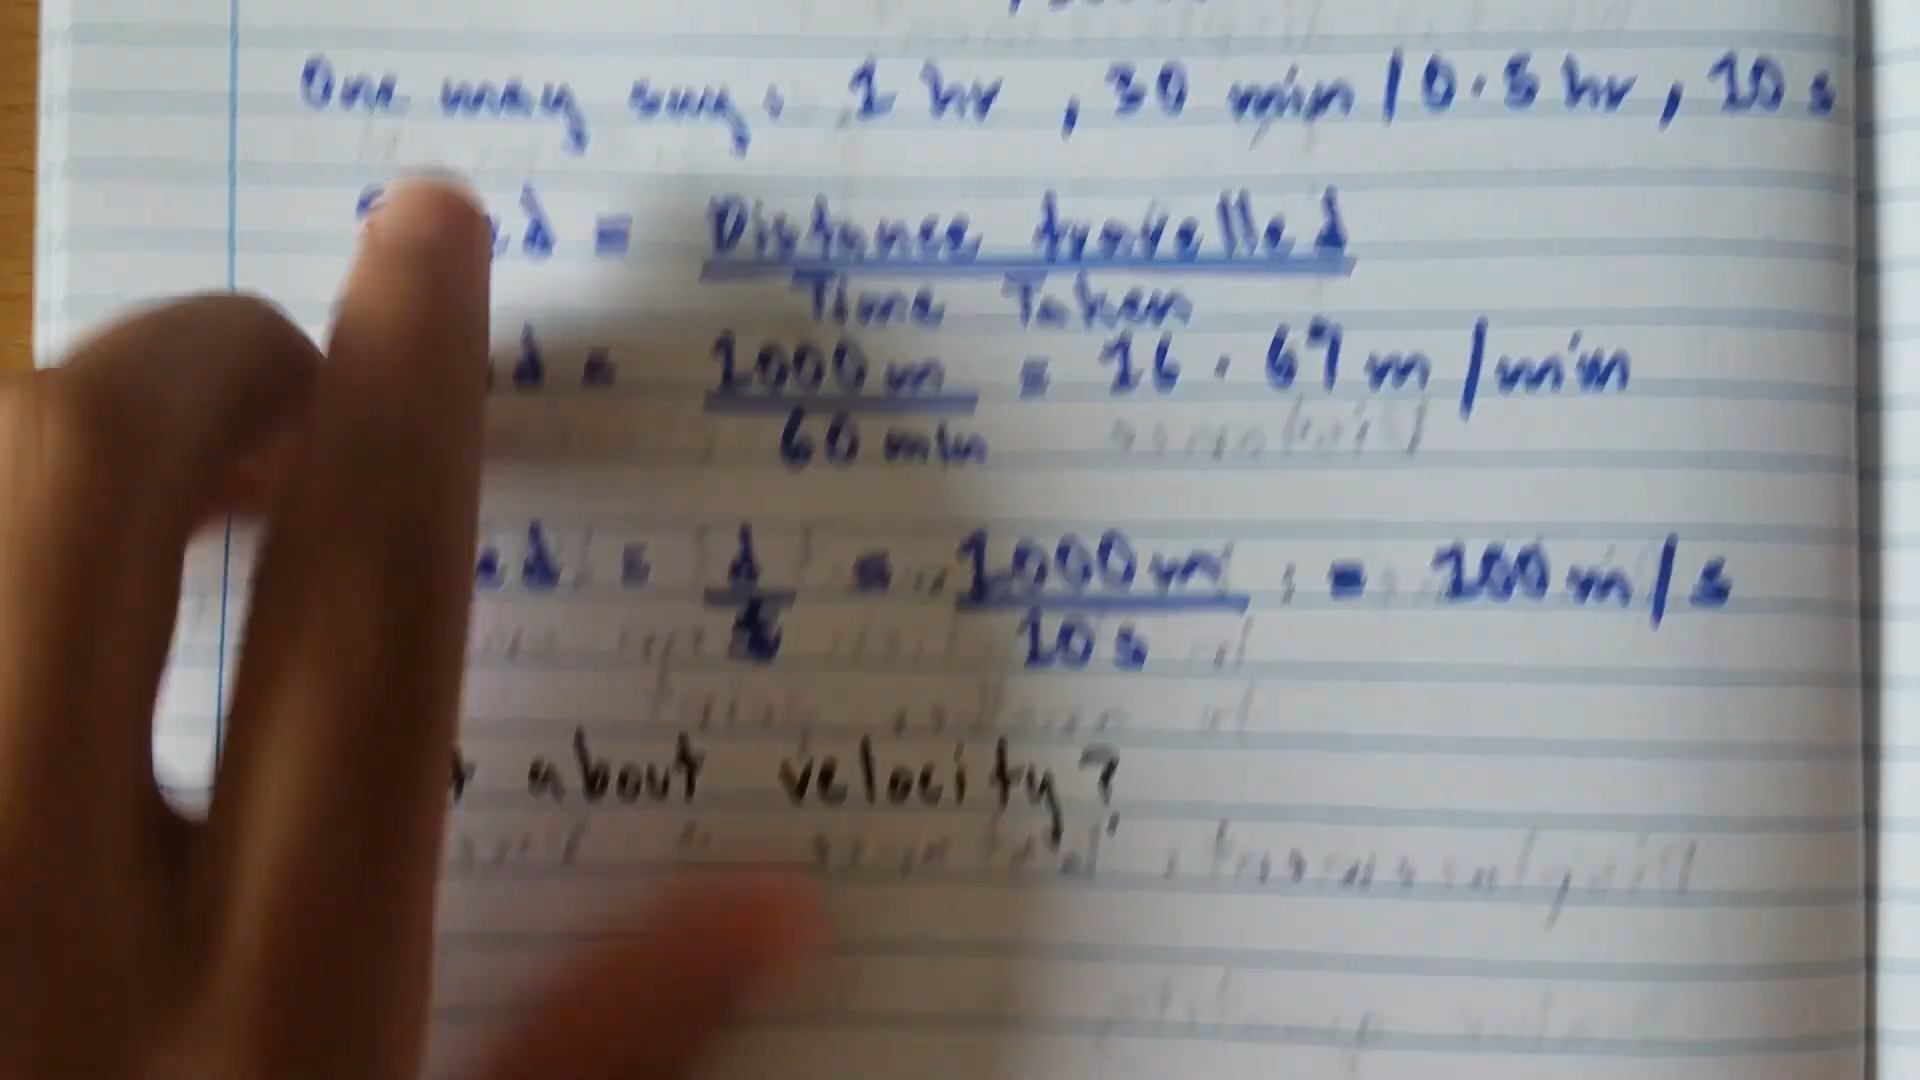 One may say: 1 hr , 30 min / 0.5 hr, 10 s
= Distance travelled
Time Taken
= 1000 m = 16.67 m/min
60 min
= d = 1000 m = 100 m/s
t 10 s
about velocity?